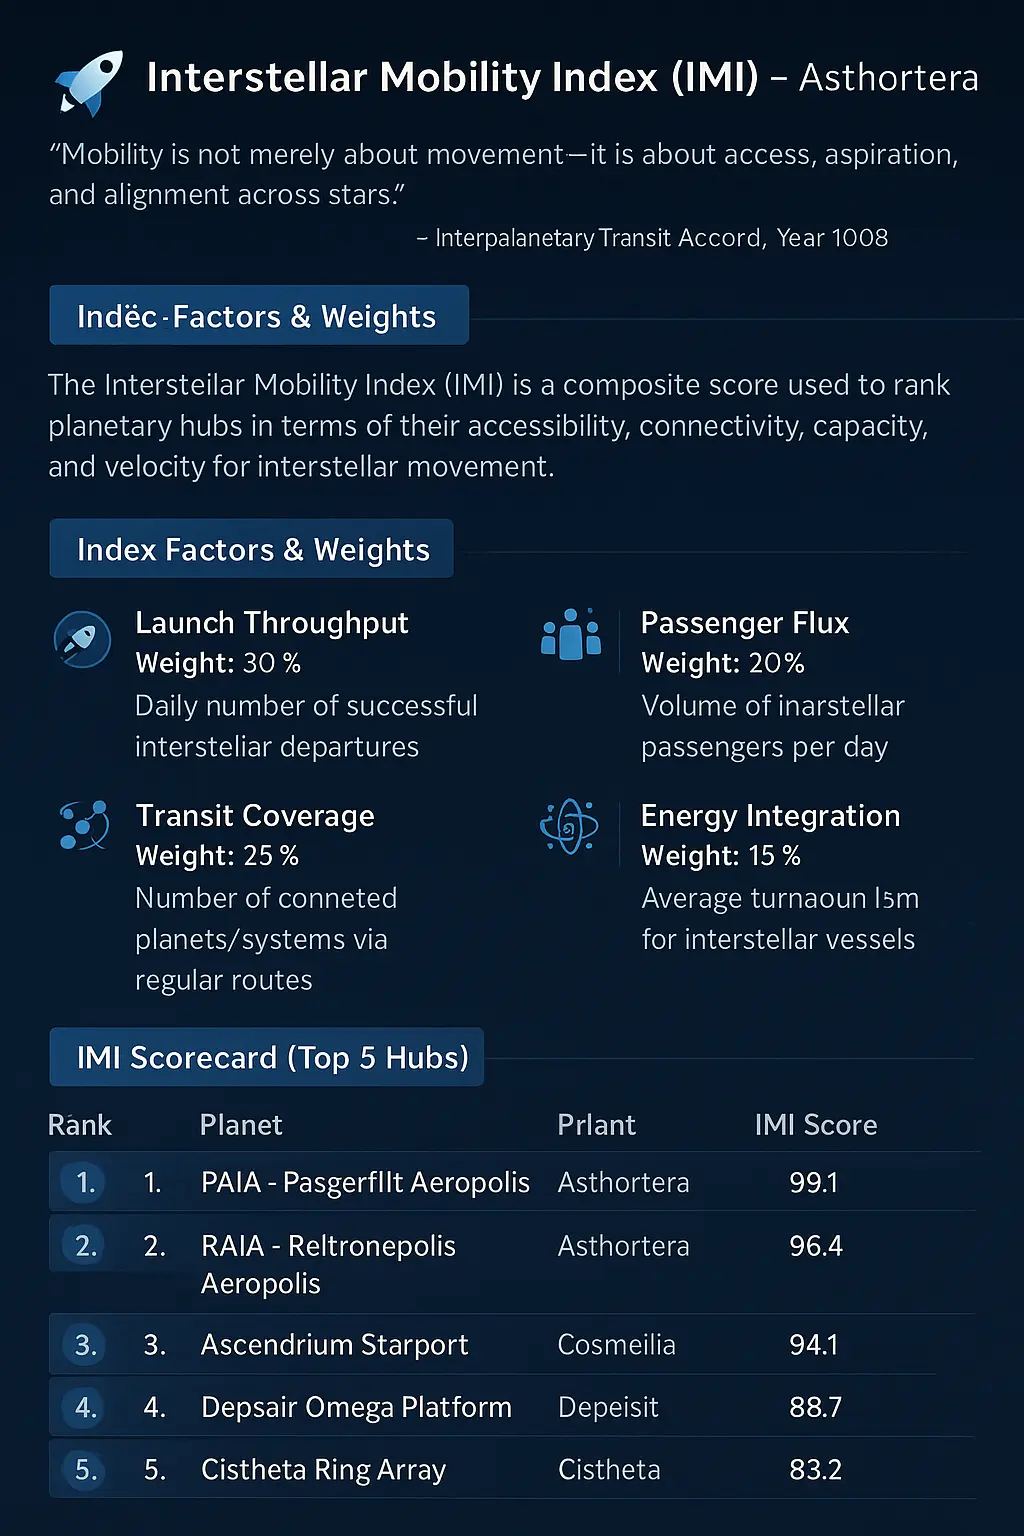 Interstellar Mobility Index (IMI) – Asthortera
“Mobility is not merely about movement—it is about access, aspiration,
and alignment across stars.”
– Interpalanetary Transit Accord, Year 1008
Indëc-Factors & Weights
The Intersteilar Mobility Index (IMI) is a composite score used to rank
planetary hubs in terms of their accessibility, connectivity, capacity,
and velocity for interstellar movement.
Index Factors & Weights
Launch Throughput
Weight: 30 %
Daily number of successful
intersteliar departures
Passenger Flux
Weight: 20%
Volume of inarstellar
passengers per day
Transit Coverage
Weight: 25 %
Number of conneted
planets/systems via
regular routes
Energy Integration
Weight: 15 %
Average turnaoun l5m
for interstellar vessels
IMI Scorecard (Top 5 Hubs)
Rank Planet Prlant IMI Score
1. 1. PAIA - Pasgerfllt Aeropolis Asthortera 99.1
2. 2. RAIA - Reltronepolis Asthortera 96.4
Aeropolis
3. 3. Ascendrium Starport Cosmeilia 94.1
4. 4. Depsair Omega Platform Depeisit 88.7
5. 5. Cistheta Ring Array Cistheta 83.2